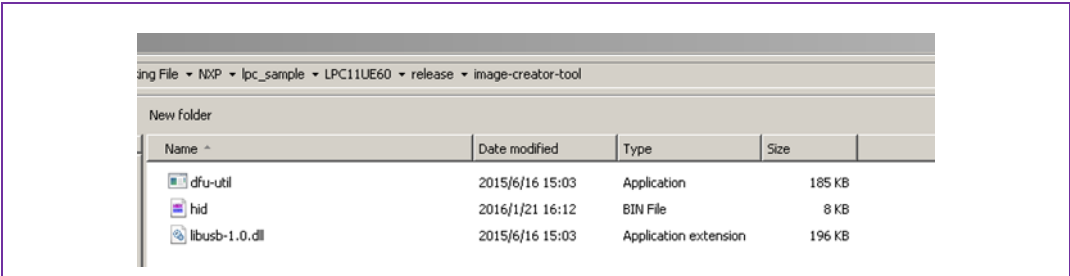 ing File ▾ NXP ▾ lpc_sample ▾ LPC11UE60 ▾ release ▾ image-creator-tool
New folder
Name Date modified Type Size
dfu-util 2015/6/16 15:03 Application 185 KB
hid 2016/1/21 16:12 BIN File 8 KB
libusb-1.0.dll 2015/6/16 15:03 Application extension 196 KB